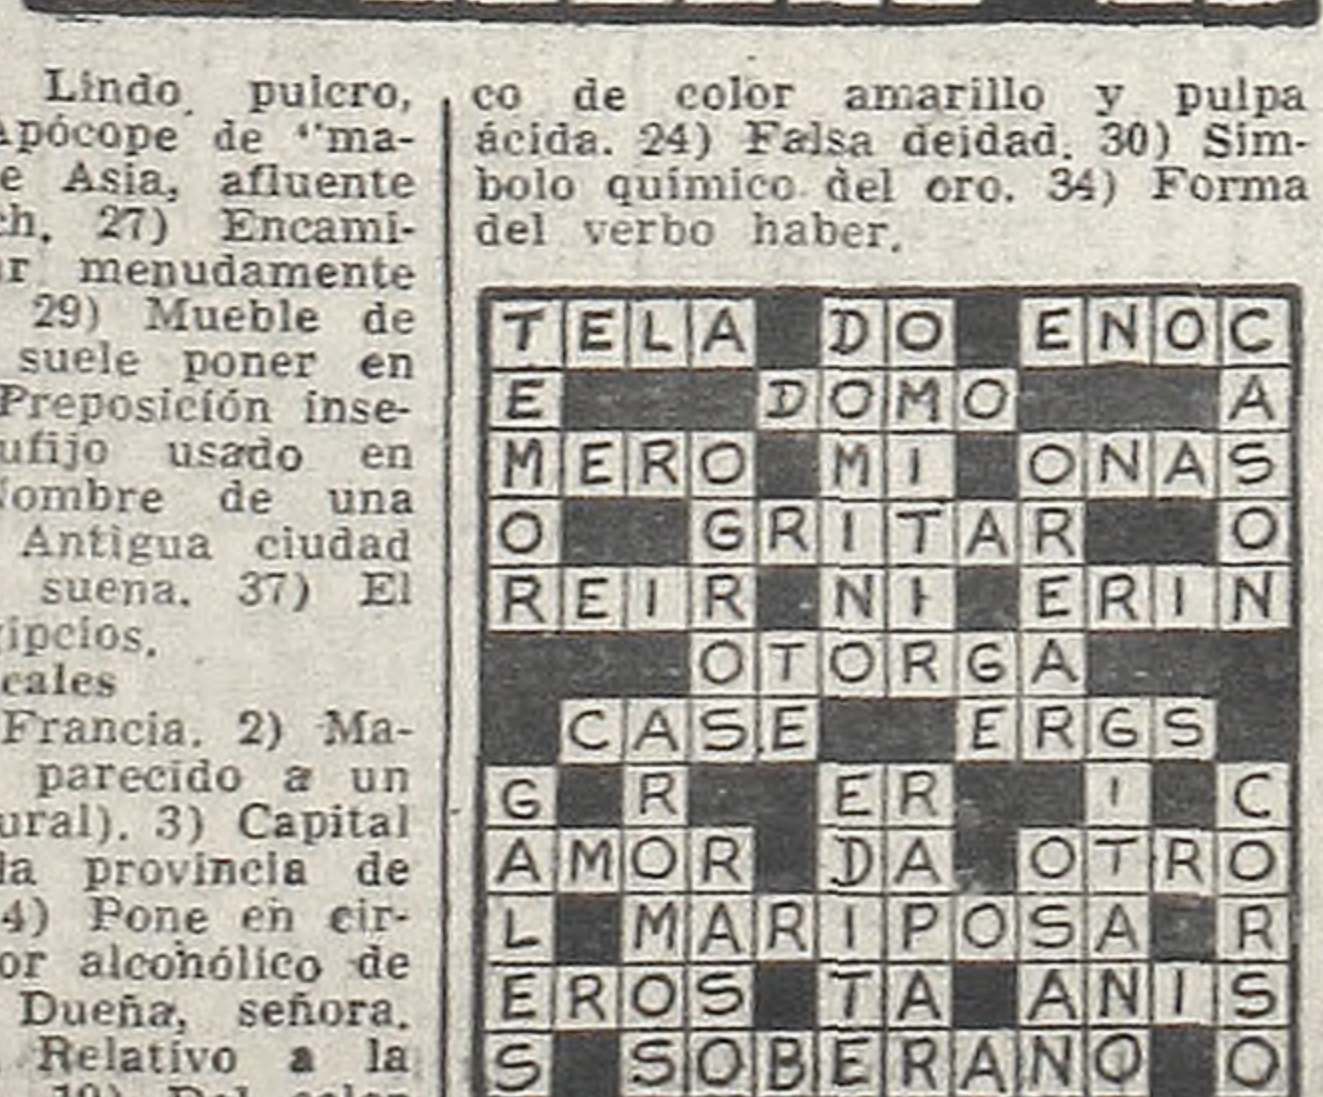 Lindo, pulcro,
Apócope de "ma-
e Asia, afluente
ch. 27) Encami-
ar menudamente
29) Mueble de
suele poner en
Preposición inse-
ufijo usado en
Nombre de una
Antigua ciudad
suena. 37) El
ipcios.
cales
Francia. 2) Ma-
parecido a un
ural). 3) Capital
la provincia de
4) Pone en cir-
or alcohólico de
Dueña, señora.
Relativo a la
co de color amarillo y pulpa
ácida. 24) Falsa deidad. 30) Sím-
bolo químico del oro. 34) Forma
del verbo haber.
TELA DO ENOC
E DOMO A
MERO MI ONAS
O GRITAR O
REIR NI ERIN
OTORGA
CASE ERGS
G R ER I C
AMOR DA OTRO
L MARIPOSA R
EROS TA ANIS
S SOBERANO O